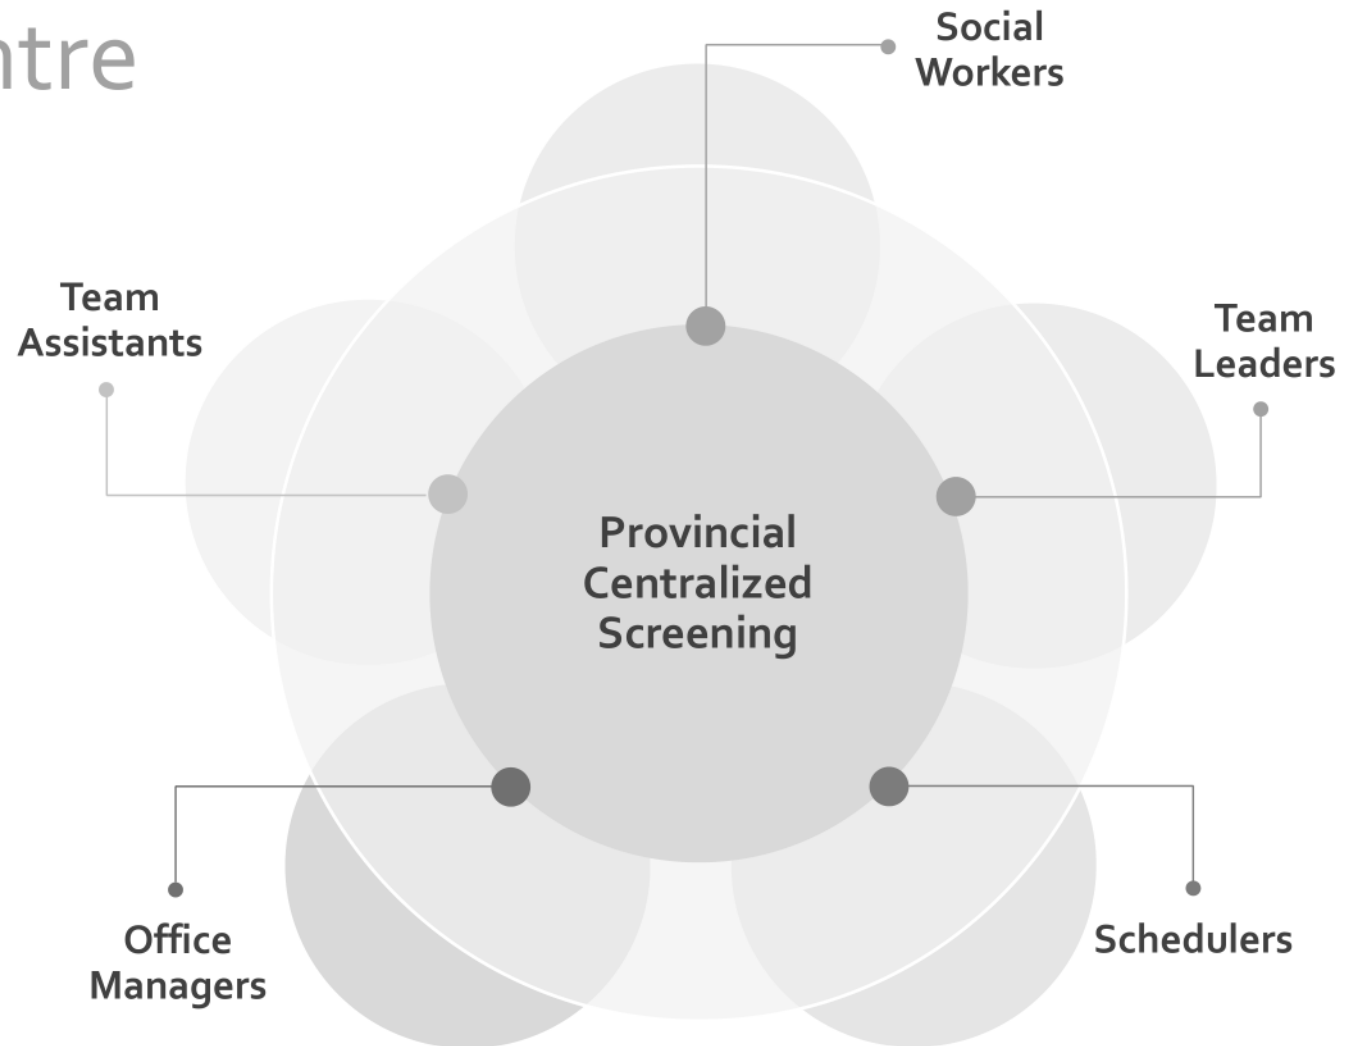 ntre
Social
Workers
Team
Assistants
Team
Leaders
Provincial
Centralized
Screening
Office
Managers
Schedulers